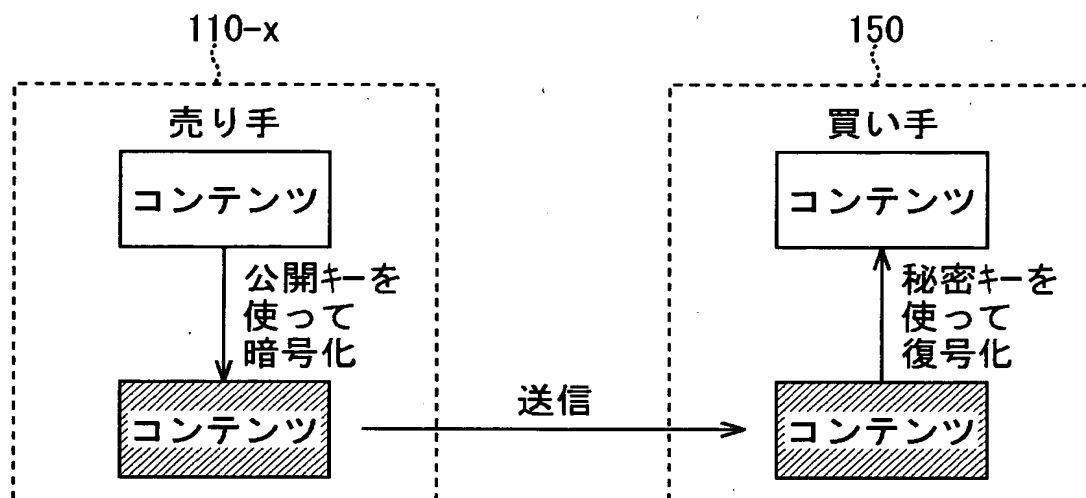 110-x
150
売り手
コンテンツ
公開キーを
使って
暗号化
コンテンツ
送信
買い手
コンテンツ
秘密キーを
使って
復号化
コンテンツ